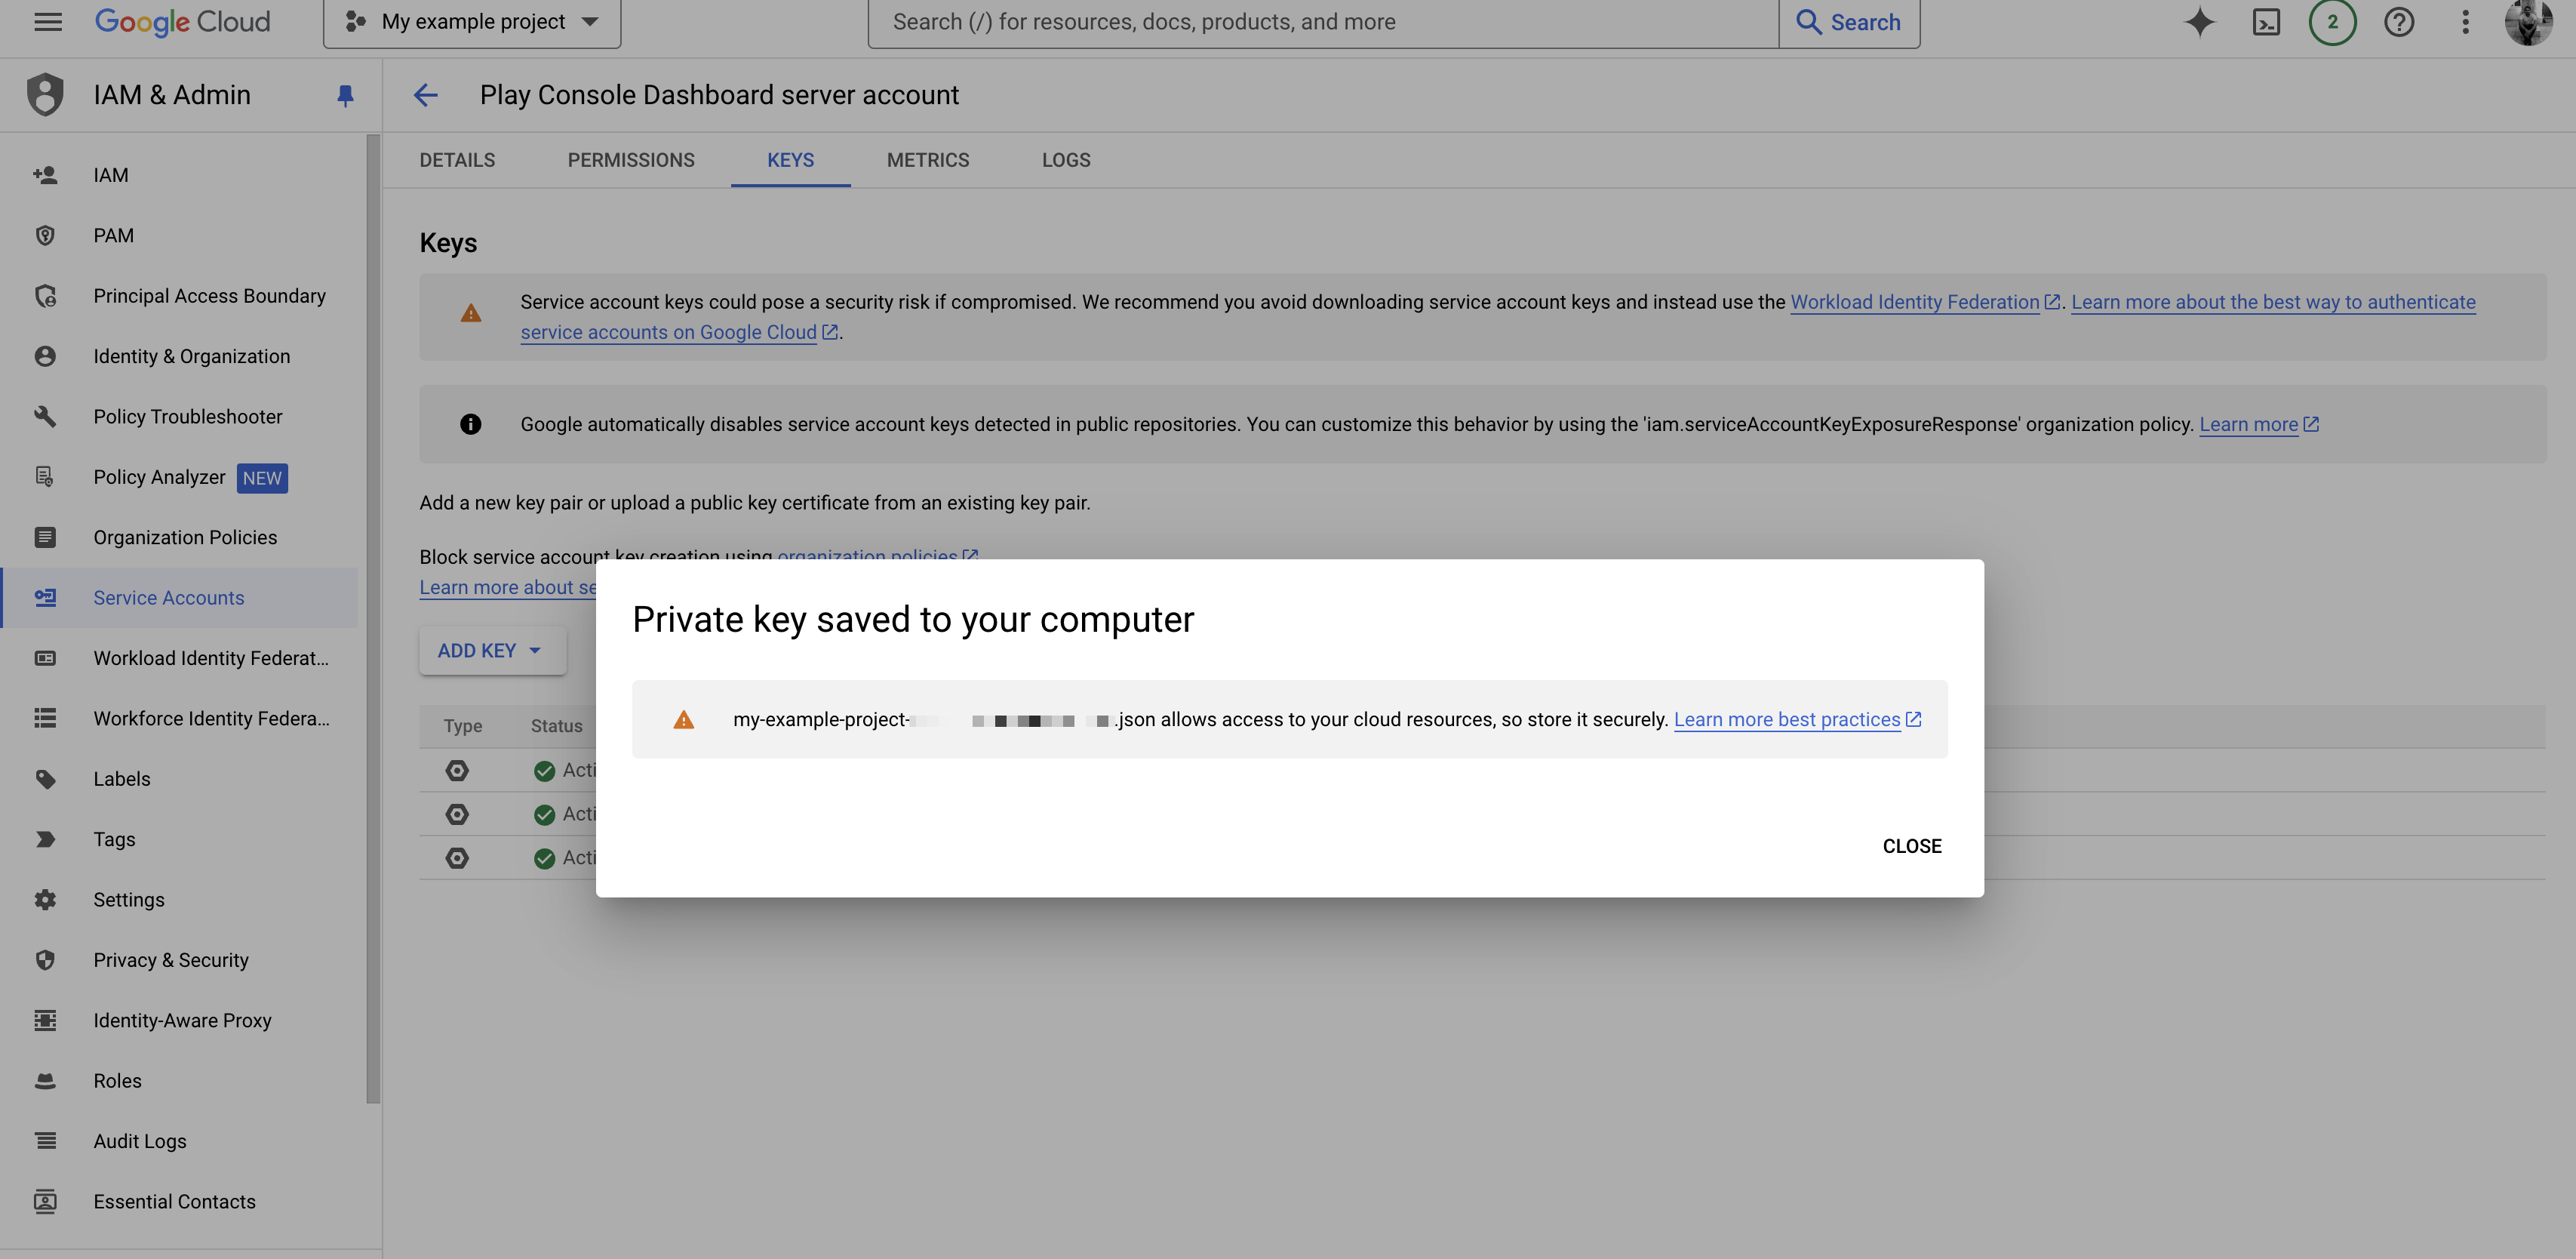 Google Cloud
My example project
Search (/) for resources, docs, products, and more
Search
2
IAM & Admin
Play Console Dashboard server account
DETAILS PERMISSIONS KEYS METRICS LOGS
IAM
PAM
Principal Access Boundary
Identity & Organization
Policy Troubleshooter
Policy Analyzer NEW
Organization Policies
Service Accounts
Workload Identity Federat...
Workforce Identity Federa...
Labels
Tags
Settings
Privacy & Security
Identity-Aware Proxy
Roles
Audit Logs
Essential Contacts
Keys
Service account keys could pose a security risk if compromised. We recommend you avoid downloading service account keys and instead use the Workload Identity Federation. Learn more about the best way to authenticate
service accounts on Google Cloud.
Google automatically disables service account keys detected in public repositories. You can customize this behavior by using the 'iam.serviceAccountKeyExposureResponse' organization policy. Learn more
Add a new key pair or upload a public key certificate from an existing key pair.
Block service account key creation using organization policies
Learn more about se
ADD KEY
Type Status
Acti
Acti
Acti
Private key saved to your computer
my-example-project- .json allows access to your cloud resources, so store it securely. Learn more best practices
CLOSE